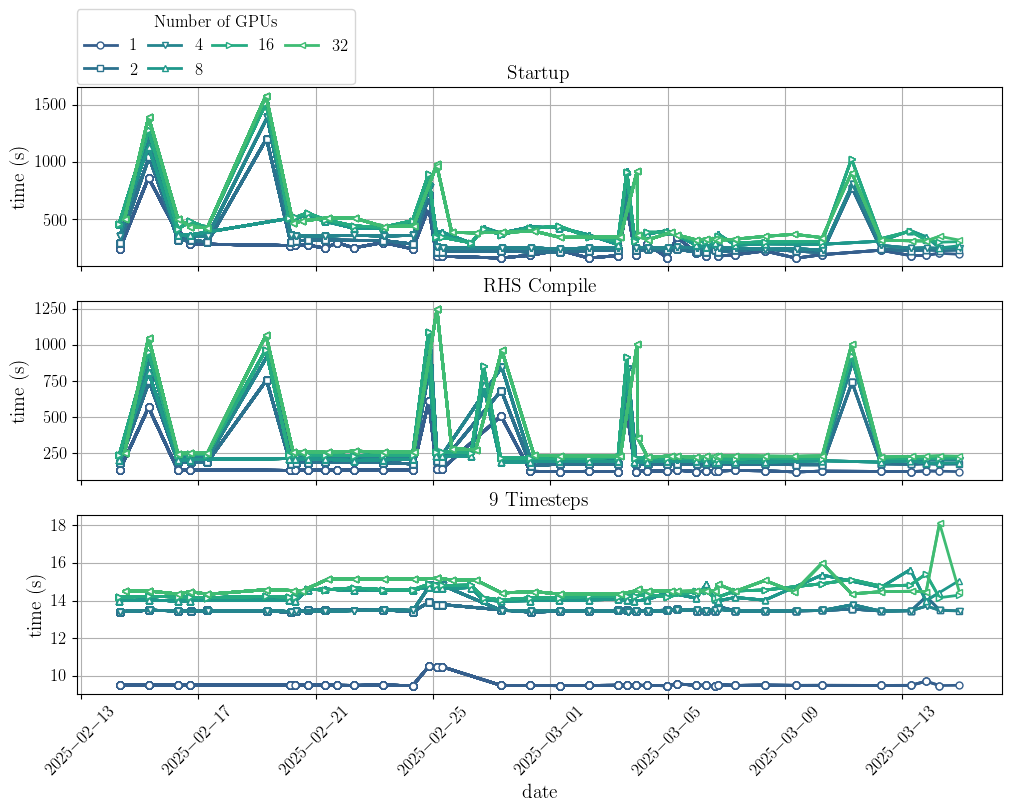 Number of GPUs
1 4 16 32
2 8
Startup
1500
1000
500
time (s)
RHS Compile
1250
1000
750
500
250
time (s)
9 Timesteps
18
16
14
12
10
time (s)
2025−02−13 2025−02−17 2025−02−21 2025−02−25 2025−03−01 2025−03−05 2025−03−09 2025−03−13
date